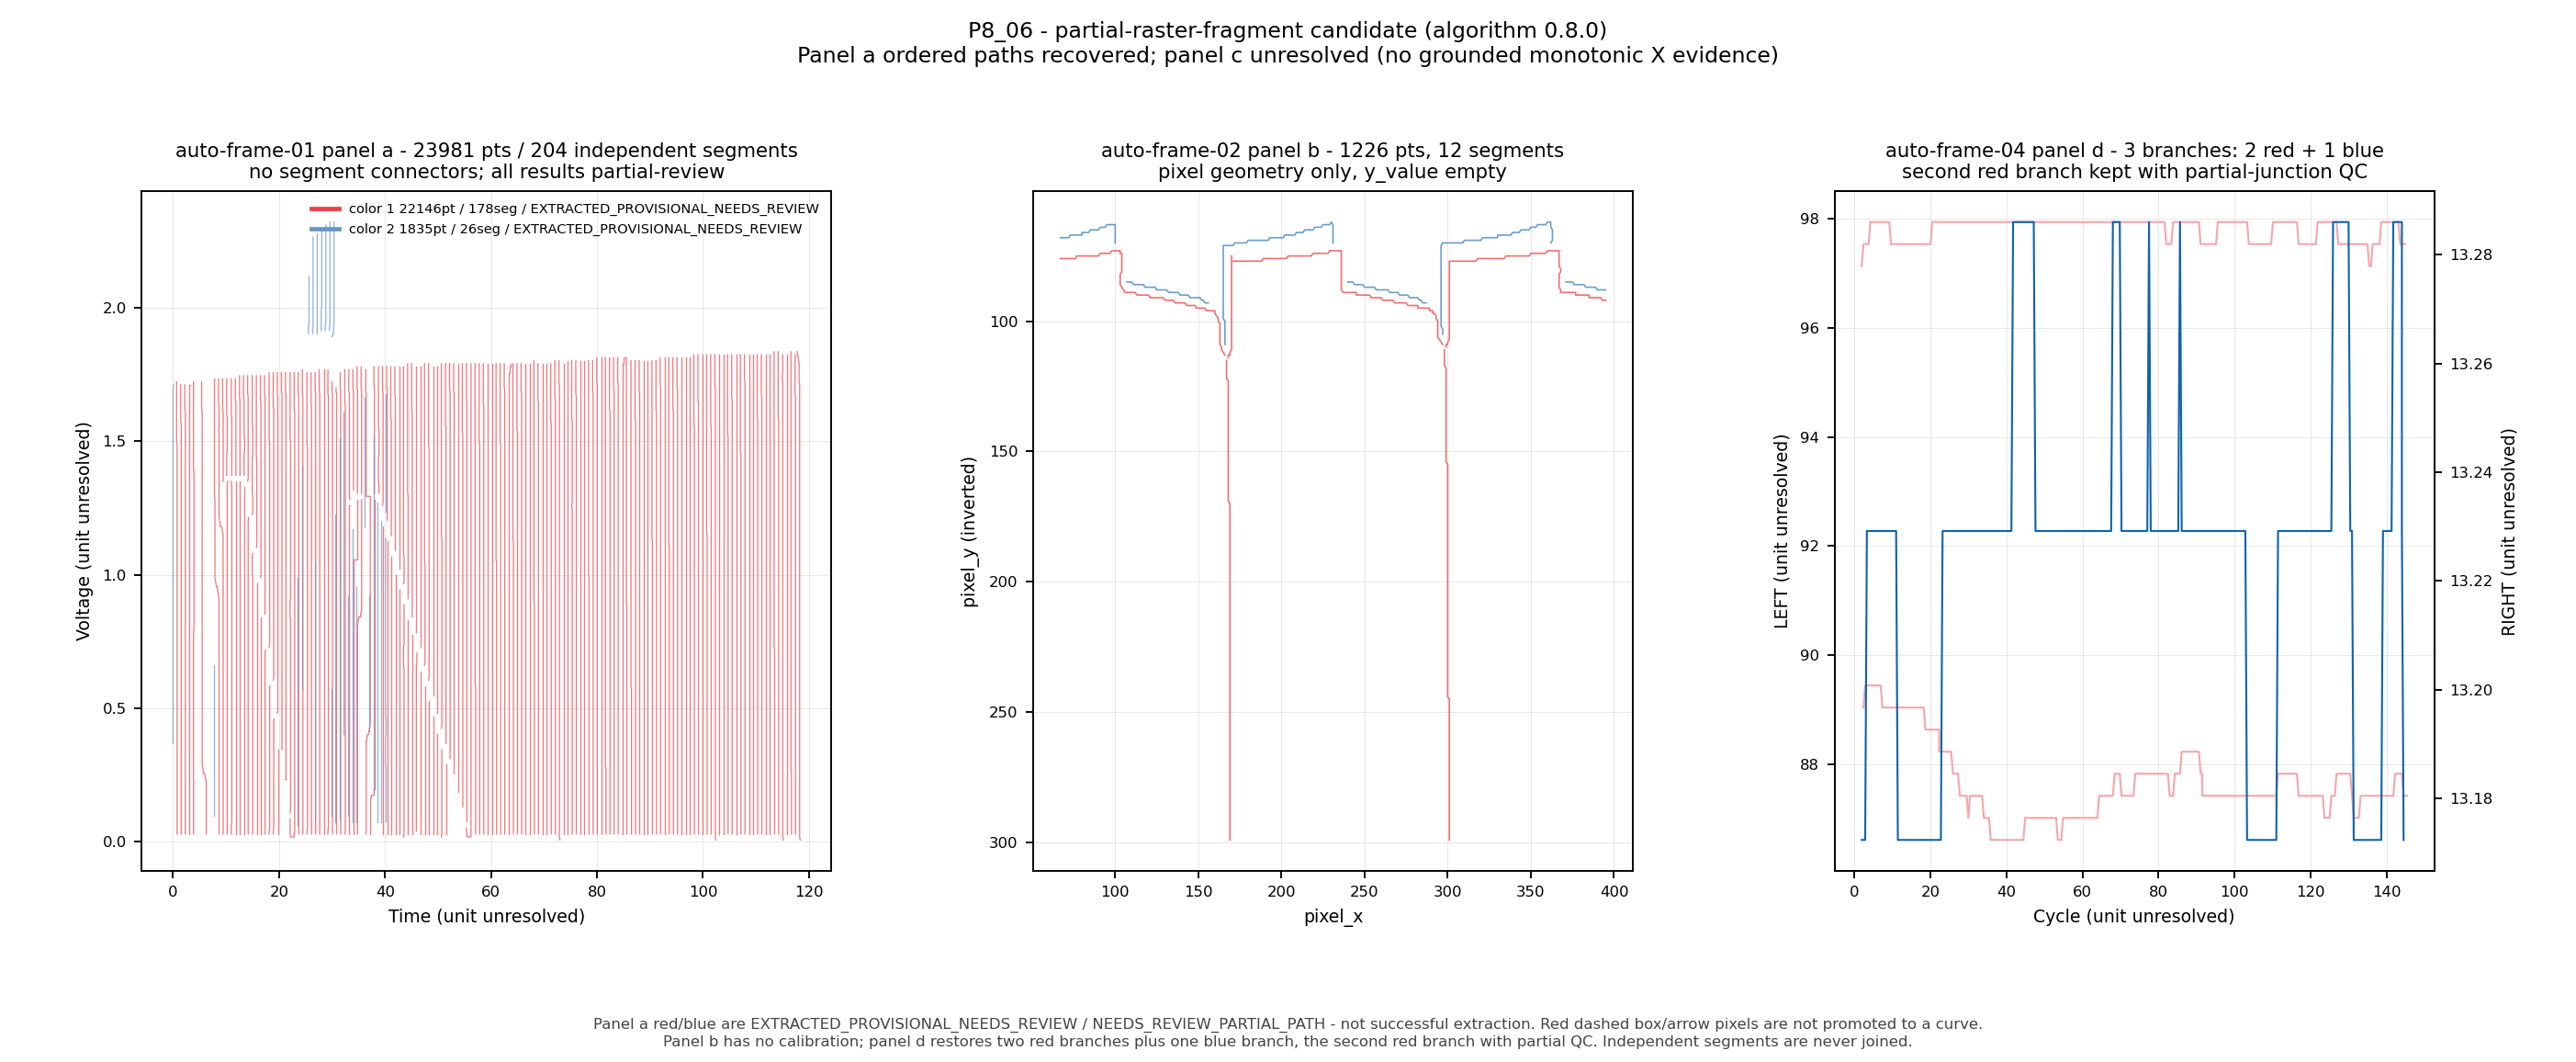 P8_06 - partial-raster-fragment candidate (algorithm 0.8.0)
Panel a ordered paths recovered; panel c unresolved (no grounded monotonic X evidence)
auto-frame-01 panel a - 23981 pts / 204 independent segments
no segment connectors; all results partial-review
color 1 22146pt / 178seg / EXTRACTED_PROVISIONAL_NEEDS_REVIEW
color 2 1835pt / 26seg / EXTRACTED_PROVISIONAL_NEEDS_REVIEW
2.0
1.5
1.0
0.5
0.0
Voltage (unit unresolved)
0 20 40 60 80 100 120
Time (unit unresolved)
auto-frame-02 panel b - 1226 pts, 12 segments
pixel geometry only, y_value empty
100
150
200
250
300
pixel_y (inverted)
100 150 200 250 300 350 400
pixel_x
auto-frame-04 panel d - 3 branches: 2 red + 1 blue
second red branch kept with partial-junction QC
98
96
94
92
90
88
LEFT (unit unresolved)
13.28
13.26
13.24
13.22
13.20
13.18
RIGHT (unit unresolved)
0 20 40 60 80 100 120 140
Cycle (unit unresolved)
Panel a red/blue are EXTRACTED_PROVISIONAL_NEEDS_REVIEW / NEEDS_REVIEW_PARTIAL_PATH - not successful extraction. Red dashed box/arrow pixels are not promoted to a curve.
Panel b has no calibration; panel d restores two red branches plus one blue branch, the second red branch with partial QC. Independent segments are never joined.